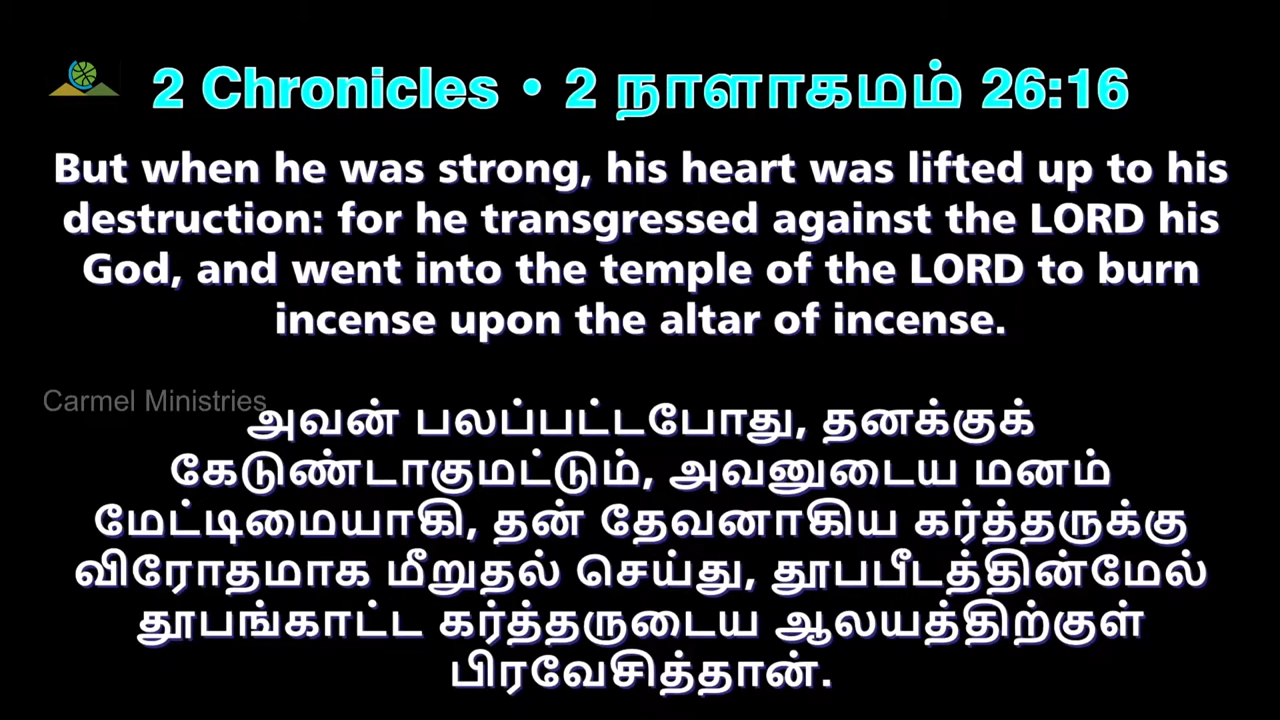 2 Chronicles • 2 நாளாகமம் 26:16
But when he was strong, his heart was lifted up to his
destruction: for he transgressed against the LORD his
God, and went into the temple of the LORD to burn
incense upon the altar of incense.
Carmel Ministries
அவன் பலப்பட்டபோது, தனக்குக்
கேடுண்டாகுமட்டும், அவனுடைய மனம்
மேட்டிமையாகி, தன் தேவனாகிய கர்த்தருக்கு
விரோதமாக மீறுதல் செய்து, தூபபீடத்தின்மேல்
தூபங்காட்ட கர்த்தருடைய ஆலயத்திற்குள்
பிரவேசித்தான்.